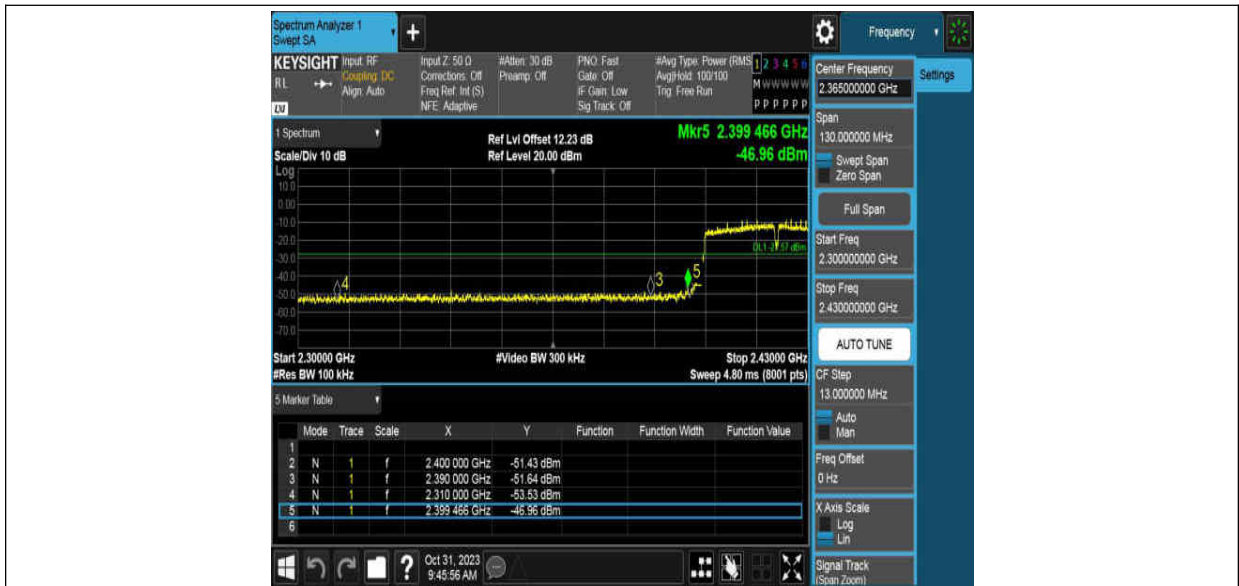 Spectrum Analyzer 1
Swept SA
+
Frequency
KEYSIGHT
RL
LXI
Input: RF
Coupling: DC
Align: Auto
Input Z: 50 Ω
Corrections: Off
Freq Ref: Int (S)
NFE: Adaptive
#Atten: 30 dB
Preamp: Off
PNO: Fast
Gate: Off
IF Gain: Low
Sig Track: Off
#Avg Type: Power (RMS
Avg|Hold: 100/100
Trig: Free Run
1 2 3 4 5 6
M W W W W W
P P P P P P
1 Spectrum
Scale/Div 10 dB
Ref Lvl Offset 12.23 dB
Ref Level 20.00 dBm
Mkr5 2.399 466 GHz
-46.96 dBm
Log
10.0
0.00
-10.0
-20.0
-30.0
-40.0
-50.0
-60.0
-70.0
4
3
5
Start 2.30000 GHz
#Video BW 300 kHz
Stop 2.43000 GHz
#Res BW 100 kHz
Sweep 4.80 ms (8001 pts)
5 Marker Table
Mode Trace Scale X Y Function Function Width Function Value
1
2 N 1 f 2.400 000 GHz -51.43 dBm
3 N 1 f 2.390 000 GHz -51.64 dBm
4 N 1 f 2.310 000 GHz -53.53 dBm
5 N 1 f 2.399 466 GHz -46.96 dBm
6
?
Oct 31, 2023
9:45:56 AM
Center Frequency
2.365000000 GHz
Settings
Span
130.000000 MHz
Swept Span
Zero Span
Full Span
Start Freq
2.300000000 GHz
Stop Freq
2.430000000 GHz
AUTO TUNE
CF Step
13.000000 MHz
Auto
Man
Freq Offset
0 Hz
X Axis Scale
Log
Lin
Signal Track
(Span Zoom)